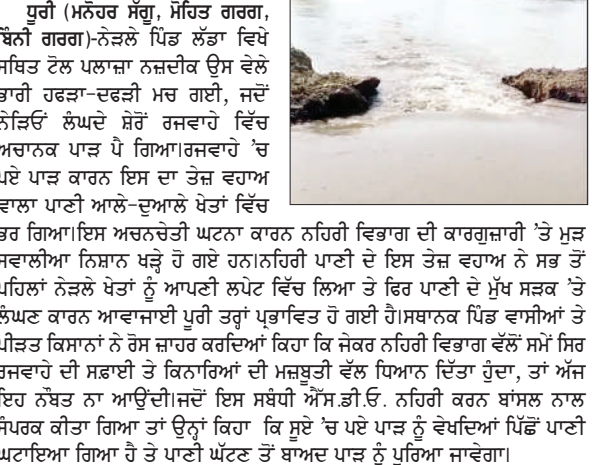 ਧੂਰੀ (ਮਨੋਹਰ ਸੱਗੂ, ਮੋਹਿਤ ਗਰਗ,
ਬਿੰਨੀ ਗਰਗ)-ਨੇੜਲੇ ਪਿੰਡ ਲੱਡਾ ਵਿਖੇ
ਸਥਿਤ ਟੋਲ ਪਲਾਜ਼ਾ ਨਜ਼ਦੀਕ ਉਸ ਵੇਲੇ
ਭਾਰੀ ਹਫੜਾ-ਦਫੜੀ ਮਚ ਗਈ, ਜਦੋਂ
ਨੇੜਿਓਂ ਲੰਘਦੇ ਸ਼ੇਰੋਂ ਰਜਵਾਹੇ ਵਿੱਚ
ਅਚਾਨਕ ਪਾੜ ਪੈ ਗਿਆ।ਰਜਵਾਹੇ 'ਚ
ਪਏ ਪਾੜ ਕਾਰਨ ਇਸ ਦਾ ਤੇਜ਼ ਵਹਾਅ
ਵਾਲਾ ਪਾਣੀ ਆਲੇ-ਦੁਆਲੇ ਖੇਤਾਂ ਵਿੱਚ
ਭਰ ਗਿਆ।ਇਸ ਅਚਨਚੇਤੀ ਘਟਨਾ ਕਾਰਨ ਨਹਿਰੀ ਵਿਭਾਗ ਦੀ ਕਾਰਗੁਜ਼ਾਰੀ 'ਤੇ ਮੁੜ
ਸਵਾਲੀਆ ਨਿਸ਼ਾਨ ਖੜ੍ਹੇ ਹੋ ਗਏ ਹਨ।ਨਹਿਰੀ ਪਾਣੀ ਦੇ ਇਸ ਤੇਜ਼ ਵਹਾਅ ਨੇ ਸਭ ਤੋਂ
ਪਹਿਲਾਂ ਨੇੜਲੇ ਖੇਤਾਂ ਨੂੰ ਆਪਣੀ ਲਪੇਟ ਵਿੱਚ ਲਿਆ ਤੇ ਫਿਰ ਪਾਣੀ ਦੇ ਮੁੱਖ ਸੜਕ 'ਤੇ
ਲੰਘਣ ਕਾਰਨ ਆਵਾਜਾਈ ਪੂਰੀ ਤਰ੍ਹਾਂ ਪ੍ਰਭਾਵਿਤ ਹੋ ਗਈ ਹੈ।ਸਥਾਨਕ ਪਿੰਡ ਵਾਸੀਆਂ ਤੇ
ਪੀੜਤ ਕਿਸਾਨਾਂ ਨੇ ਰੋਸ ਜ਼ਾਹਰ ਕਰਦਿਆਂ ਕਿਹਾ ਕਿ ਜੇਕਰ ਨਹਿਰੀ ਵਿਭਾਗ ਵੱਲੋਂ ਸਮੇਂ ਸਿਰ
ਰਜਵਾਹੇ ਦੀ ਸਫ਼ਾਈ ਤੇ ਕਿਨਾਰਿਆਂ ਦੀ ਮਜ਼ਬੂਤੀ ਵੱਲ ਧਿਆਨ ਦਿੱਤਾ ਹੁੰਦਾ, ਤਾਂ ਅੱਜ
ਇਹ ਨੌਬਤ ਨਾ ਆਉਂਦੀ।ਜਦੋਂ ਇਸ ਸਬੰਧੀ ਐੱਸ.ਡੀ.ਓ. ਨਹਿਰੀ ਕਰਨ ਬਾਂਸਲ ਨਾਲ
ਸੰਪਰਕ ਕੀਤਾ ਗਿਆ ਤਾਂ ਉਨ੍ਹਾਂ ਕਿਹਾ ਕਿ ਸੂਏ 'ਚ ਪਏ ਪਾੜ ਨੂੰ ਵੇਖਦਿਆਂ ਪਿੱਛੋਂ ਪਾਣੀ
ਘਟਾਇਆ ਗਿਆ ਹੈ ਤੇ ਪਾਣੀ ਘੱਟਣ ਤੋਂ ਬਾਅਦ ਪਾੜ ਨੂੰ ਪੂਰਿਆ ਜਾਵੇਗਾ।